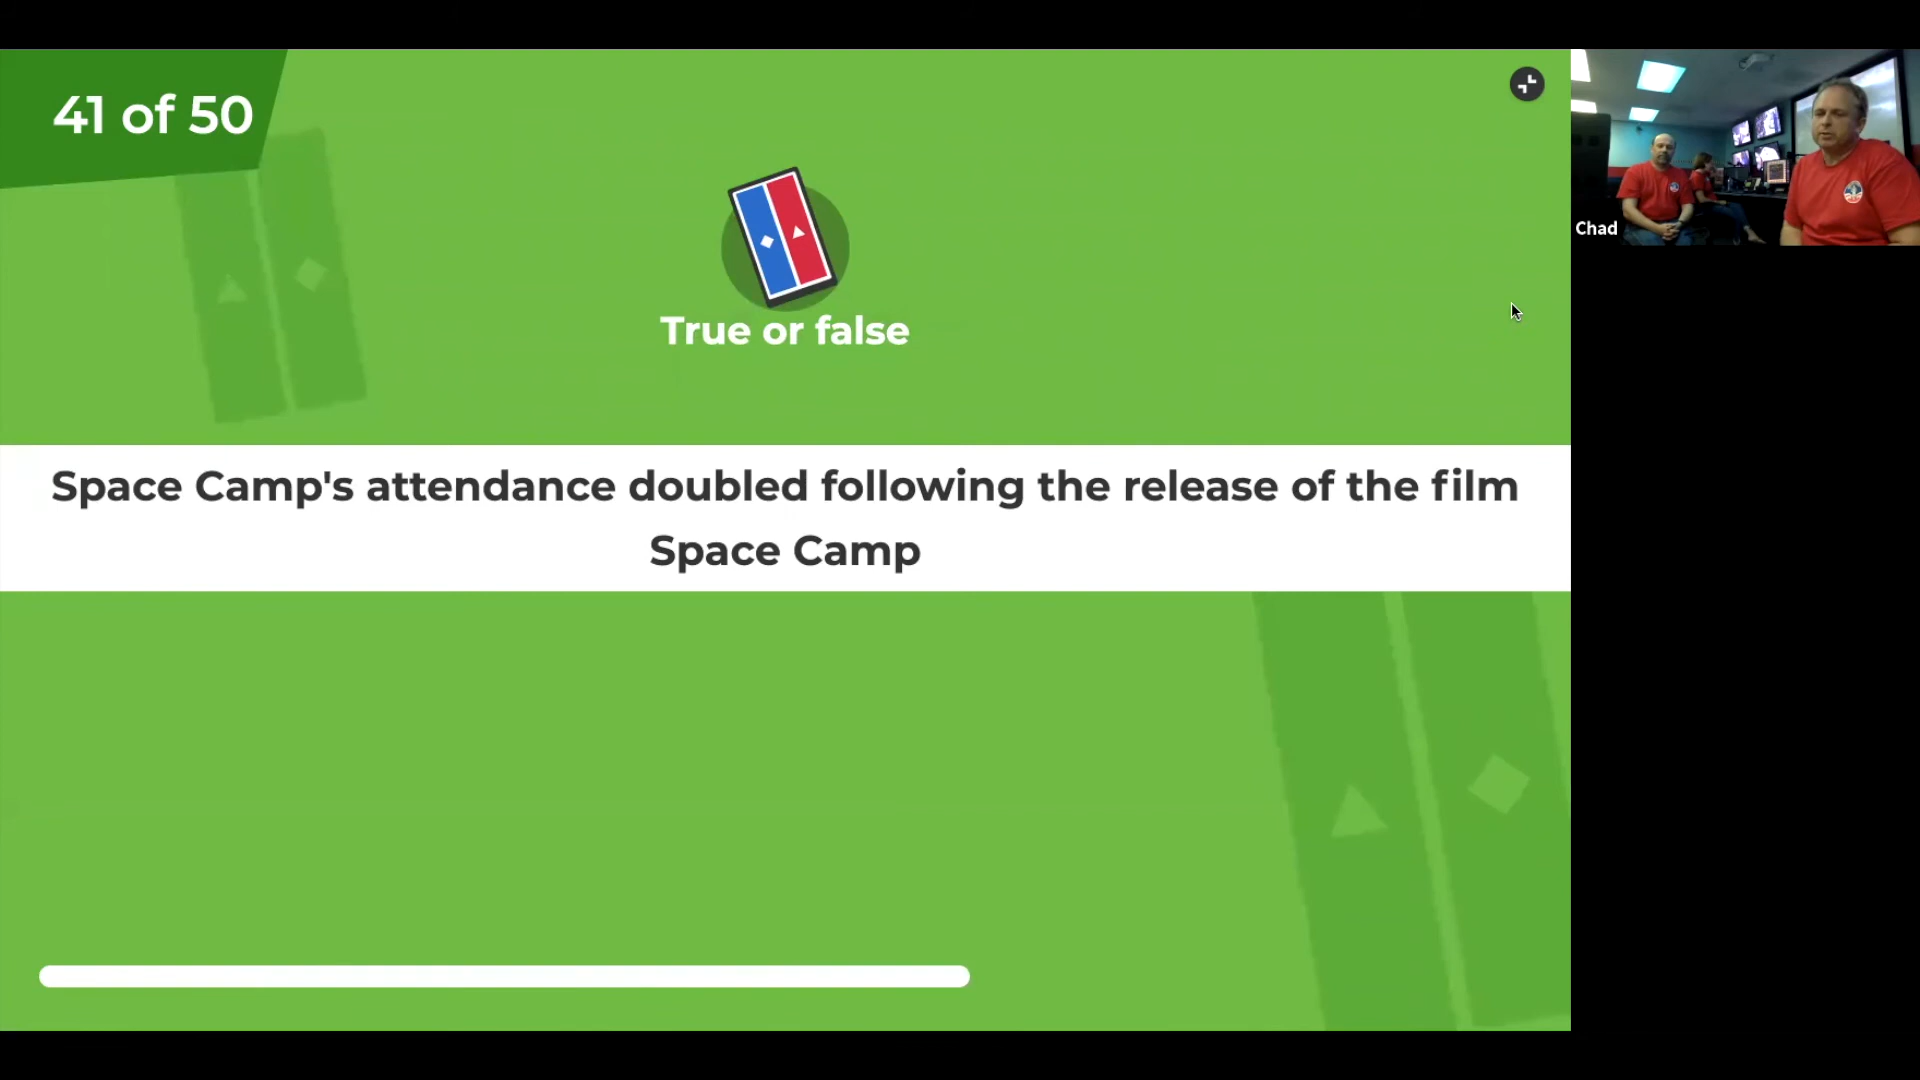 41 of 50
True or false
Space Camp's attendance doubled following the release of the film
Space Camp
Chad